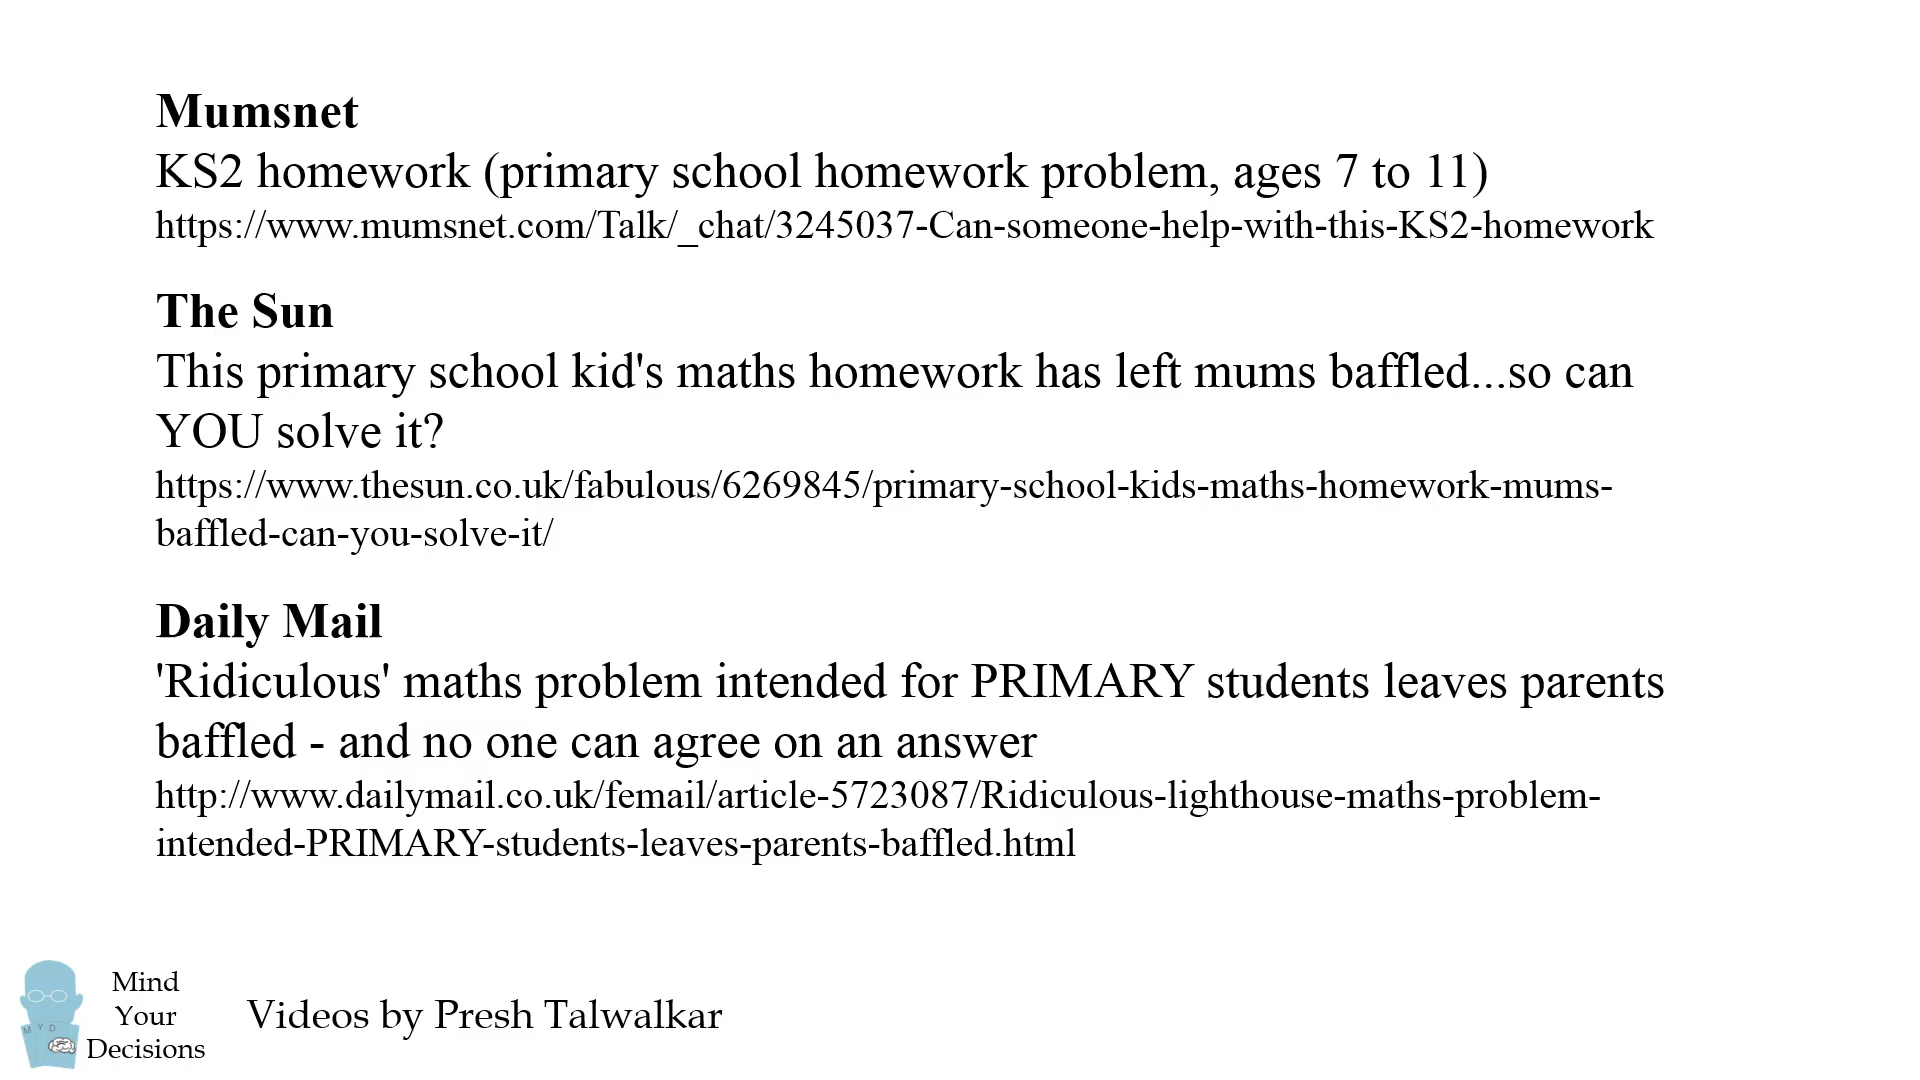 Mumsnet
KS2 homework (primary school homework problem, ages 7 to 11)
https://www.mumsnet.com/Talk/_chat/3245037-Can-someone-help-with-this-KS2-homework
The Sun
This primary school kid's maths homework has left mums baffled...so can
YOU solve it?
https://www.thesun.co.uk/fabulous/6269845/primary-school-kids-maths-homework-mums-
baffled-can-you-solve-it/
Daily Mail
'Ridiculous' maths problem intended for PRIMARY students leaves parents
baffled - and no one can agree on an answer
http://www.dailymail.co.uk/femail/article-5723087/Ridiculous-lighthouse-maths-problem-
intended-PRIMARY-students-leaves-parents-baffled.html
Mind
Your
Decisions
M Y D
Videos by Presh Talwalkar